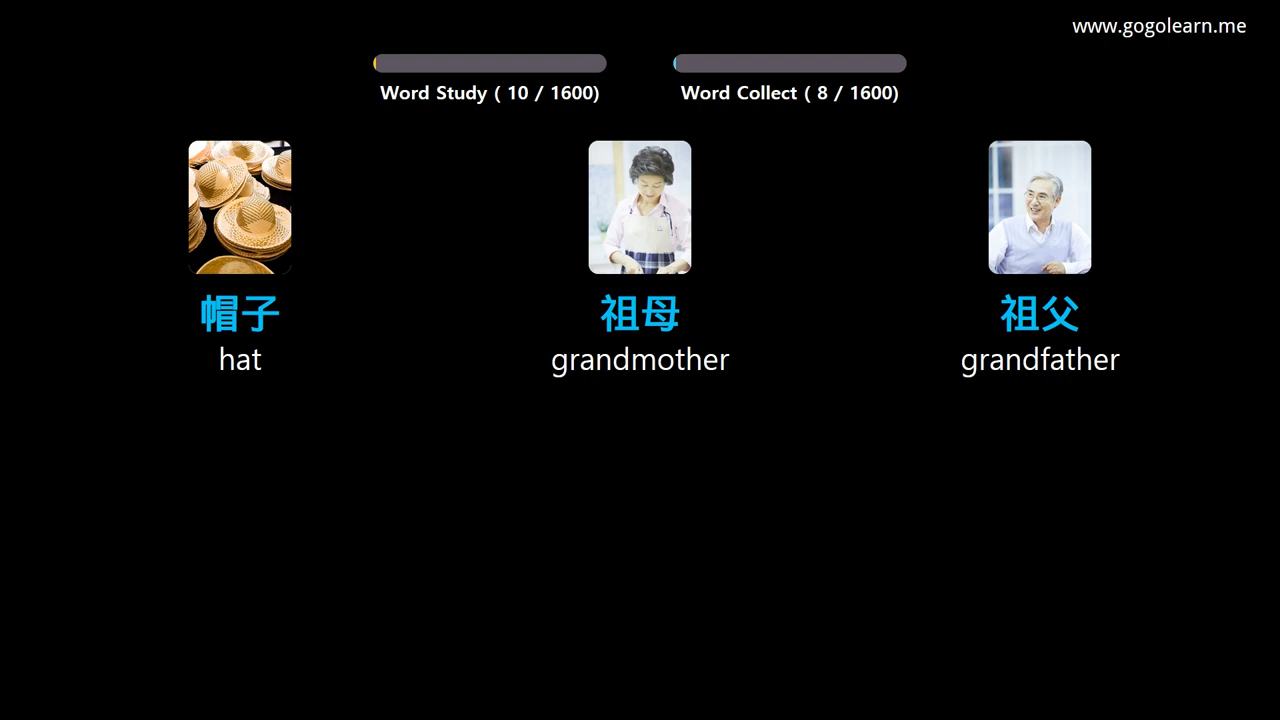 www.gogolearn.me
Word Study ( 10 / 1600)
Word Collect ( 8 / 1600)
帽子
hat
祖母
grandmother
祖父
grandfather